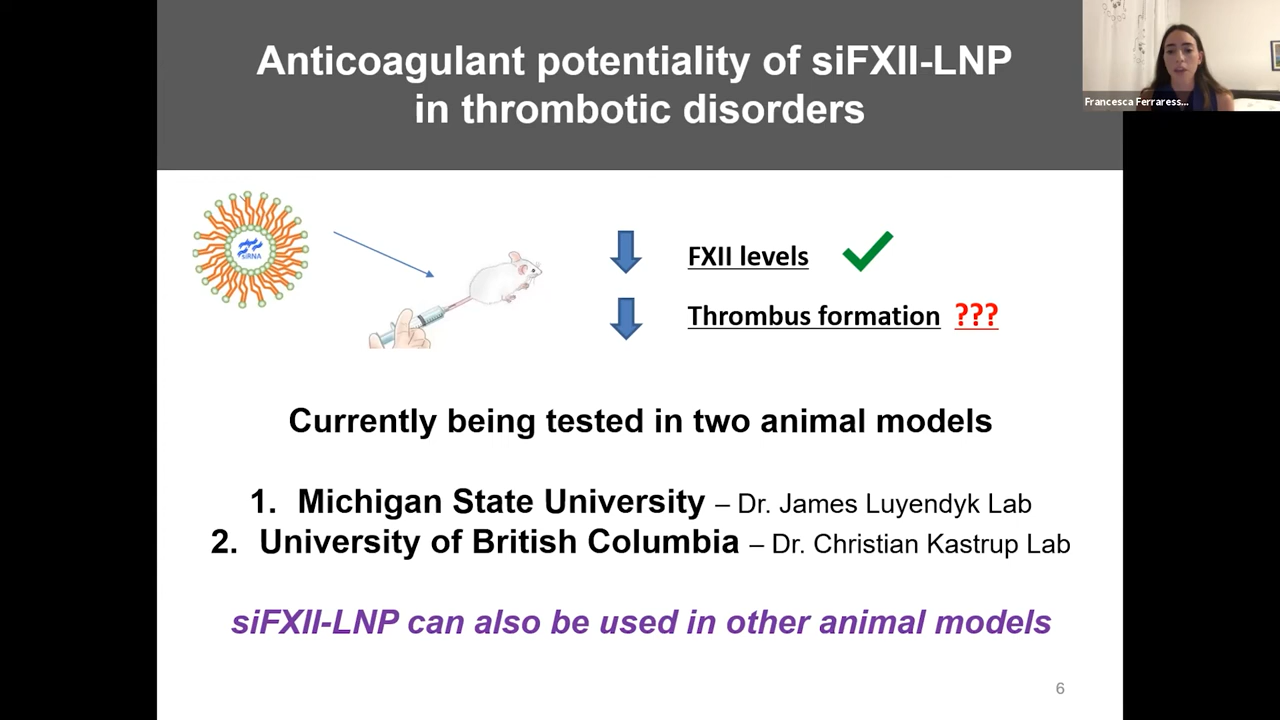 Anticoagulant potentiality of siFXII-LNP
in thrombotic disorders
Francesca Ferraress...
siRNA
FXII levels
Thrombus formation ???
Currently being tested in two animal models
1. Michigan State University – Dr. James Luyendyk Lab
2. University of British Columbia – Dr. Christian Kastrup Lab
siFXII-LNP can also be used in other animal models
6